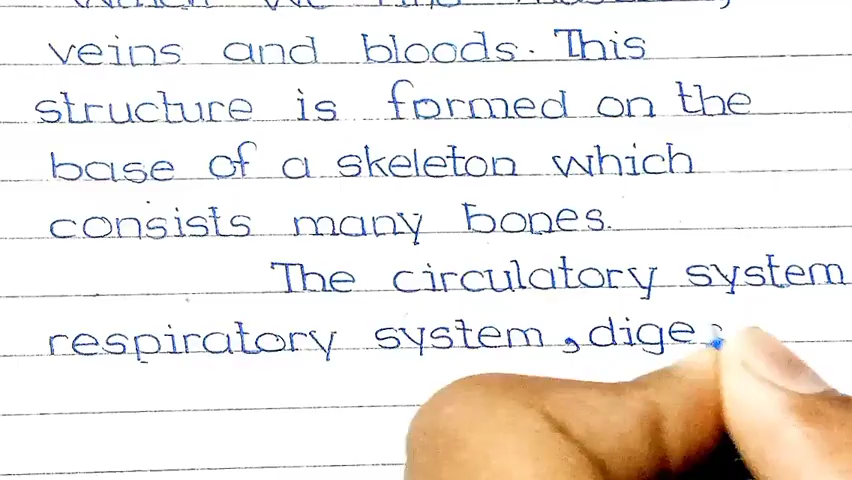 veins and bloods. This
structure is formed on the
base of a skeleton which
consists many bones.
The circulatory system
respiratory system, dige